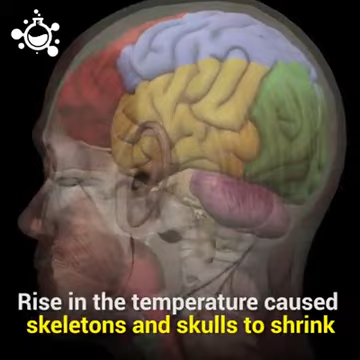 Rise in the temperature caused
skeletons and skulls to shrink